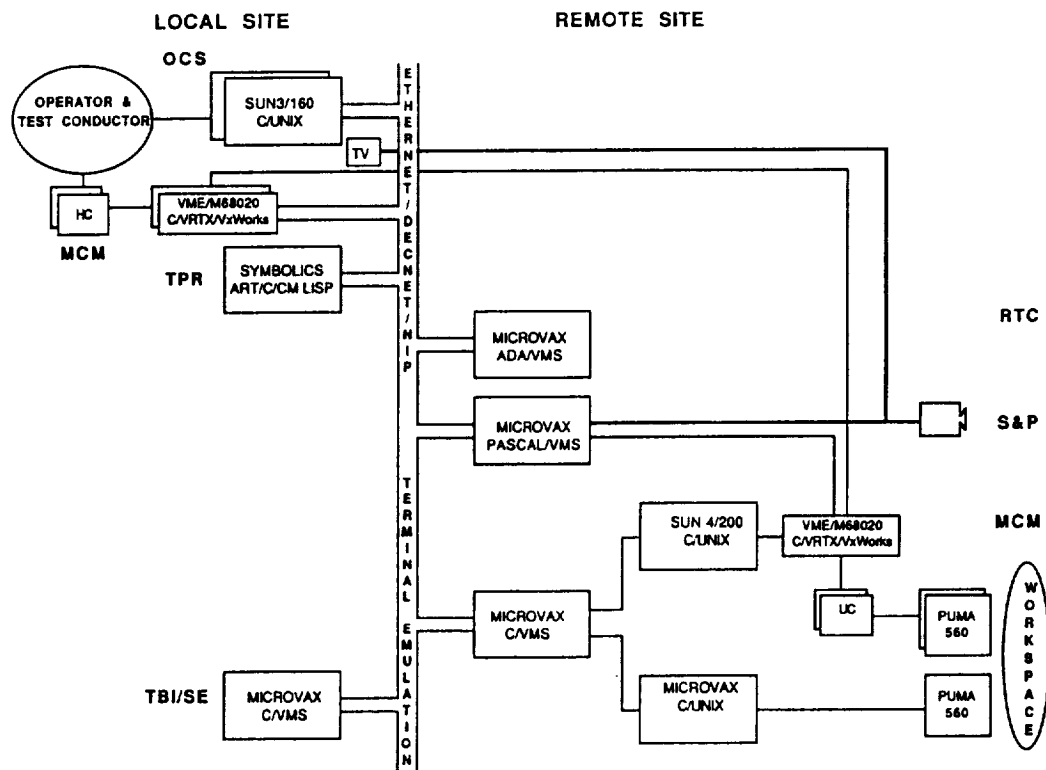 LOCAL SITE
REMOTE SITE
OCS
OPERATOR &
TEST CONDUCTOR
SUN3/160
C/UNIX
TV
HC
VME/M68020
C/VRTX/VxWorks
MCM
TPR
SYMBOLICS
ART/C/CM LISP
ETHERNET/DECNET/HIP
TERMINAL EMULATION
MICROVAX
ADA/VMS
RTC
MICROVAX
PASCAL/VMS
S&P
SUN 4/200
C/UNIX
VME/M68020
C/VRTX/VxWorks
MCM
MICROVAX
C/VMS
UC
PUMA
560
WORKSPACE
TBI/SE
MICROVAX
C/VMS
MICROVAX
C/UNIX
PUMA
560